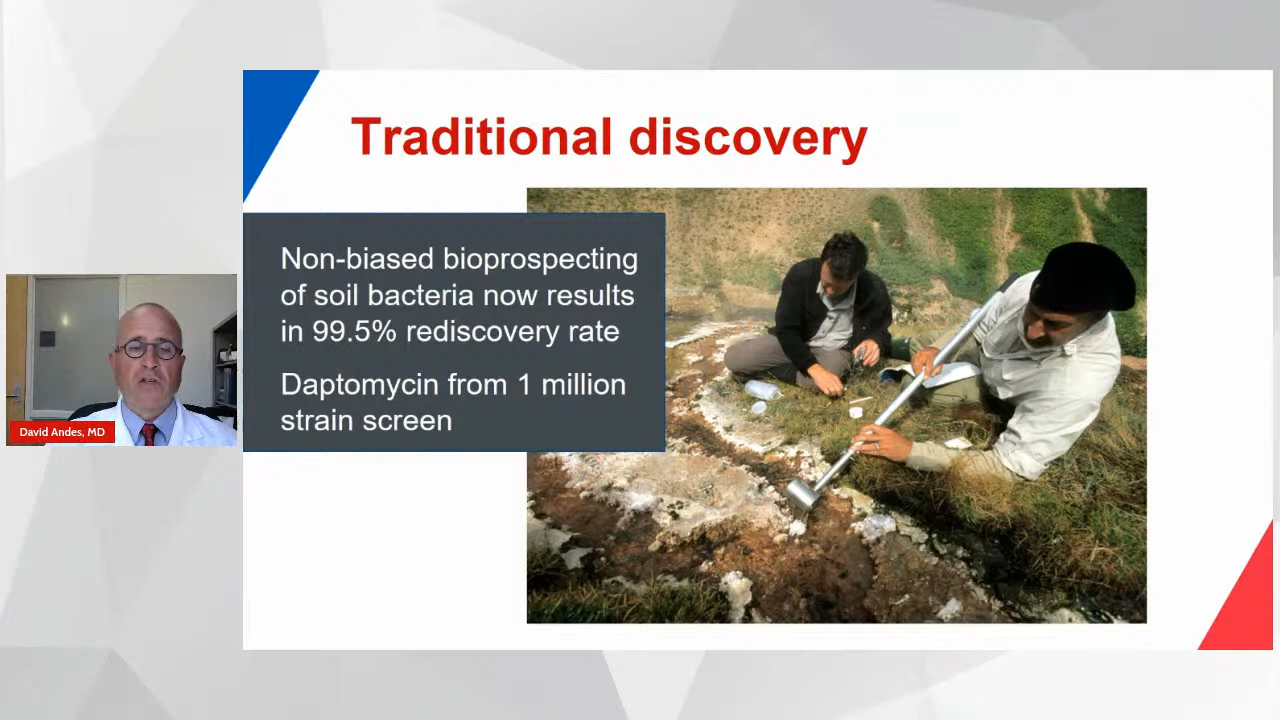 Traditional discovery
Non-biased bioprospecting
of soil bacteria now results
in 99.5% rediscovery rate
Daptomycin from 1 million
strain screen
David Andes, MD